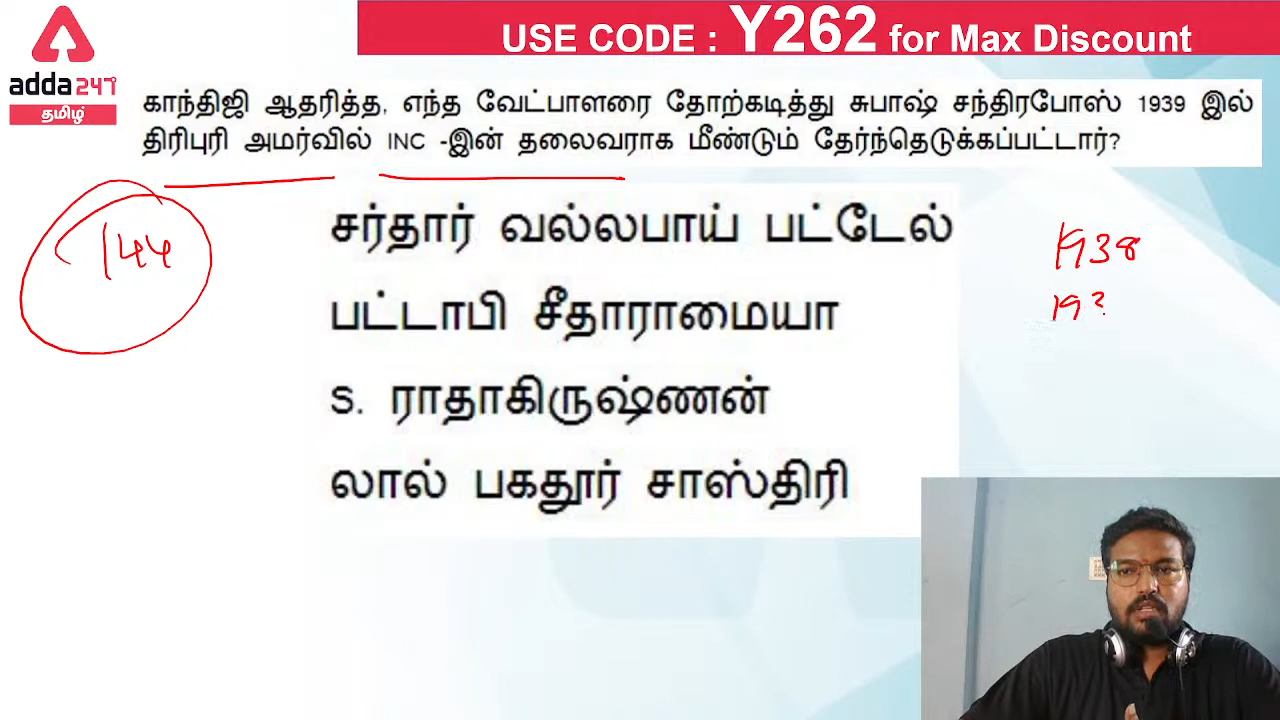 USE CODE : Y262 for Max Discount
adda247
தமிழ்
காந்திஜி ஆதரித்த, எந்த வேட்பாளரை தோற்கடித்து சுபாஷ் சந்திரபோஸ் 1939 இல்
திரிபுரி அமர்வில் INC -இன் தலைவராக மீண்டும் தேர்ந்தெடுக்கப்பட்டார்?
144
சர்தார் வல்லபாய் பட்டேல்
1938
பட்டாபி சீதாராமையா
193
S. ராதாகிருஷ்ணன்
லால் பகதூர் சாஸ்திரி